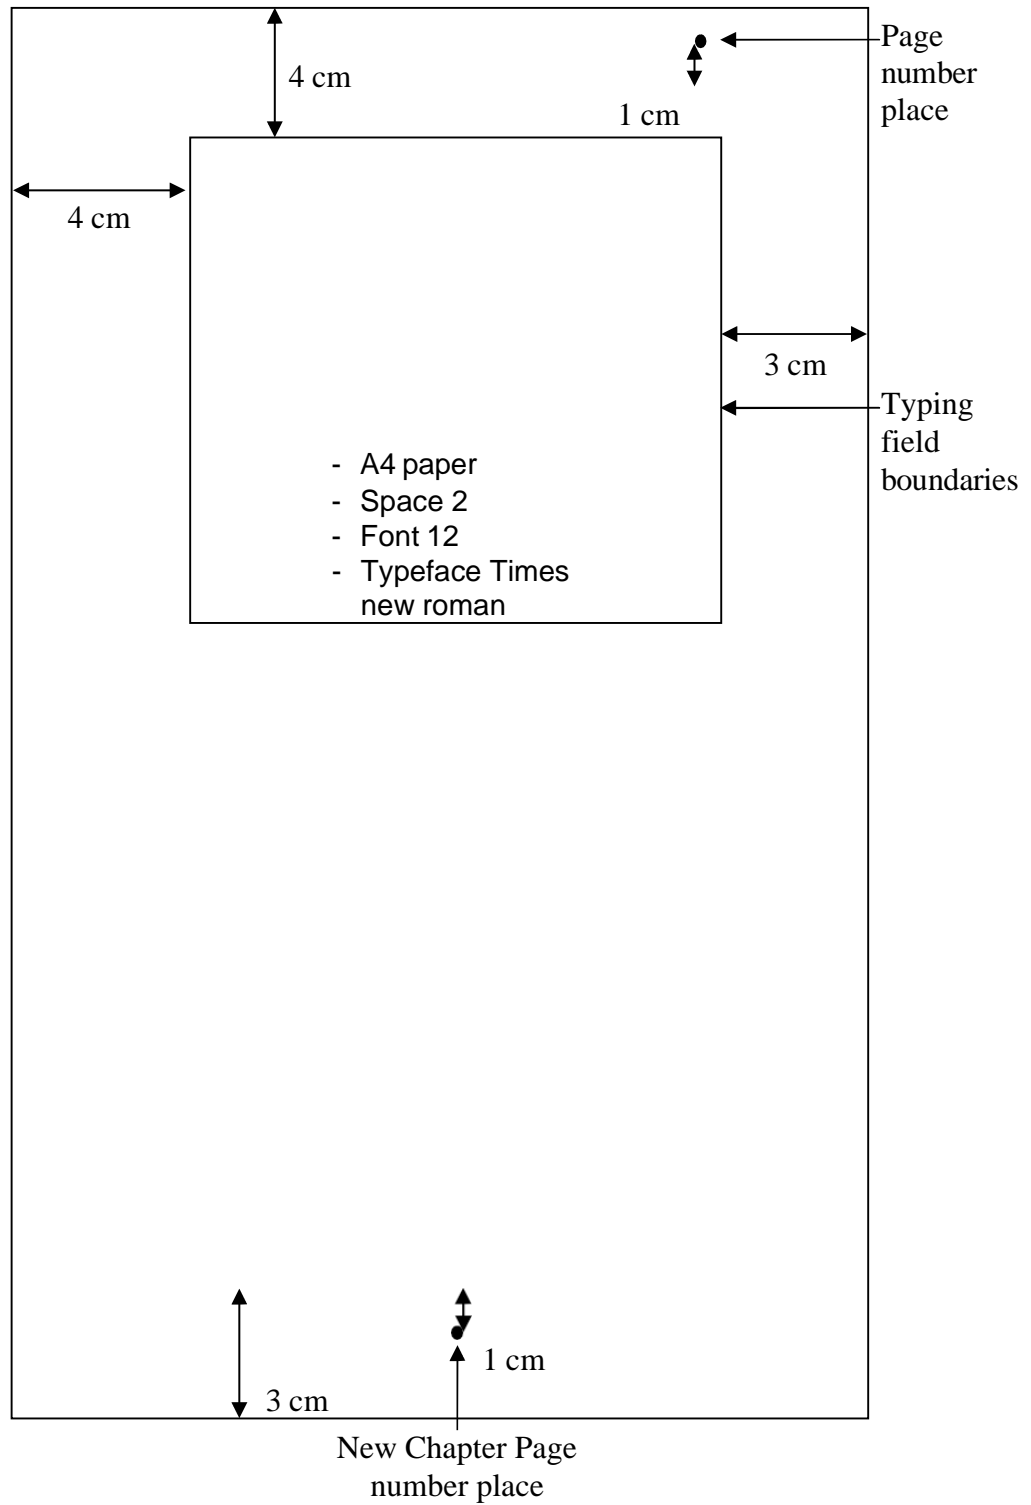 4 cm
1 cm
Page
number
place
4 cm
3 cm
Typing
field
boundaries
- A4 paper
- Space 2
- Font 12
- Typeface Times
new roman
1 cm
3 cm
New Chapter Page
number place